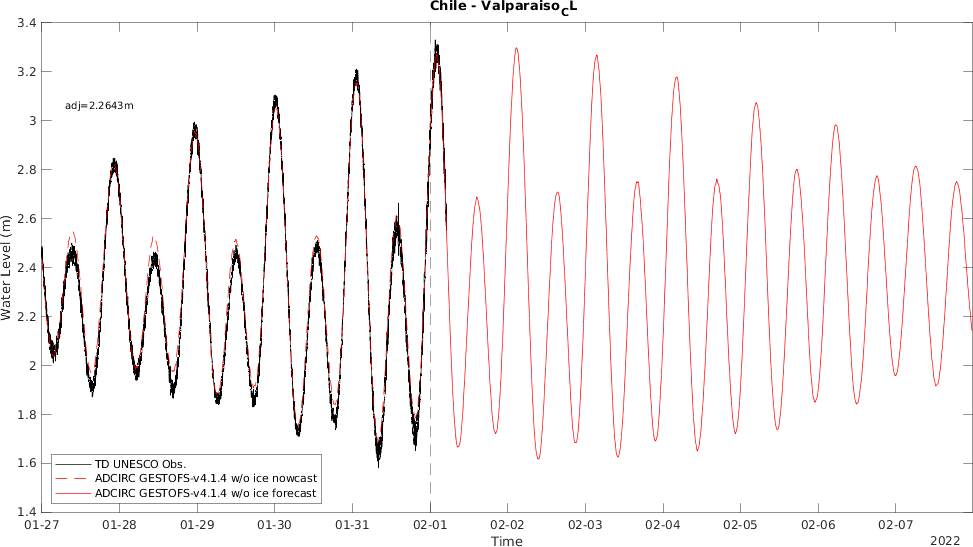 Chile - Valparaiso_CL
3.4
3.2
3
2.8
2.6
2.4
2.2
2
1.8
1.6
1.4
Water Level (m)
adj=2.2643m
TD UNESCO Obs.
ADCIRC GESTOFS-v4.1.4 w/o ice nowcast
ADCIRC GESTOFS-v4.1.4 w/o ice forecast
01-27 01-28 01-29 01-30 01-31 02-01 02-02 02-03 02-04 02-05 02-06 02-07
Time
2022